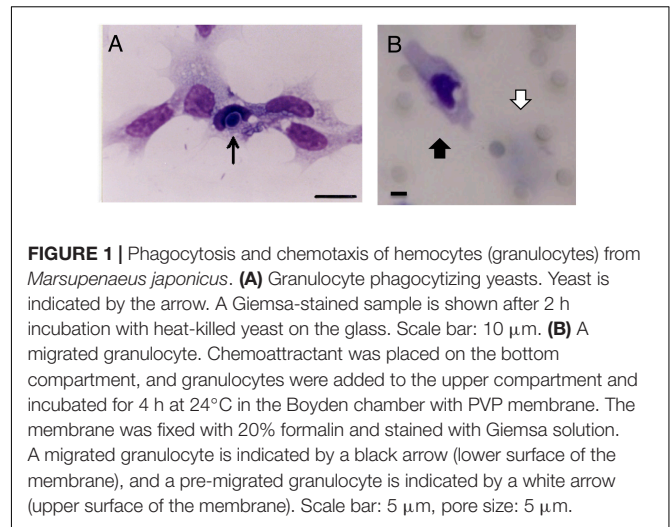 A
B
FIGURE 1 | Phagocytosis and chemotaxis of hemocytes (granulocytes) from
Marsupenaeus japonicus. (A) Granulocyte phagocytizing yeasts. Yeast is
indicated by the arrow. A Giemsa-stained sample is shown after 2 h
incubation with heat-killed yeast on the glass. Scale bar: 10 μm. (B) A
migrated granulocyte. Chemoattractant was placed on the bottom
compartment, and granulocytes were added to the upper compartment and
incubated for 4 h at 24°C in the Boyden chamber with PVP membrane. The
membrane was fixed with 20% formalin and stained with Giemsa solution.
A migrated granulocyte is indicated by a black arrow (lower surface of the
membrane), and a pre-migrated granulocyte is indicated by a white arrow
(upper surface of the membrane). Scale bar: 5 μm, pore size: 5 μm.